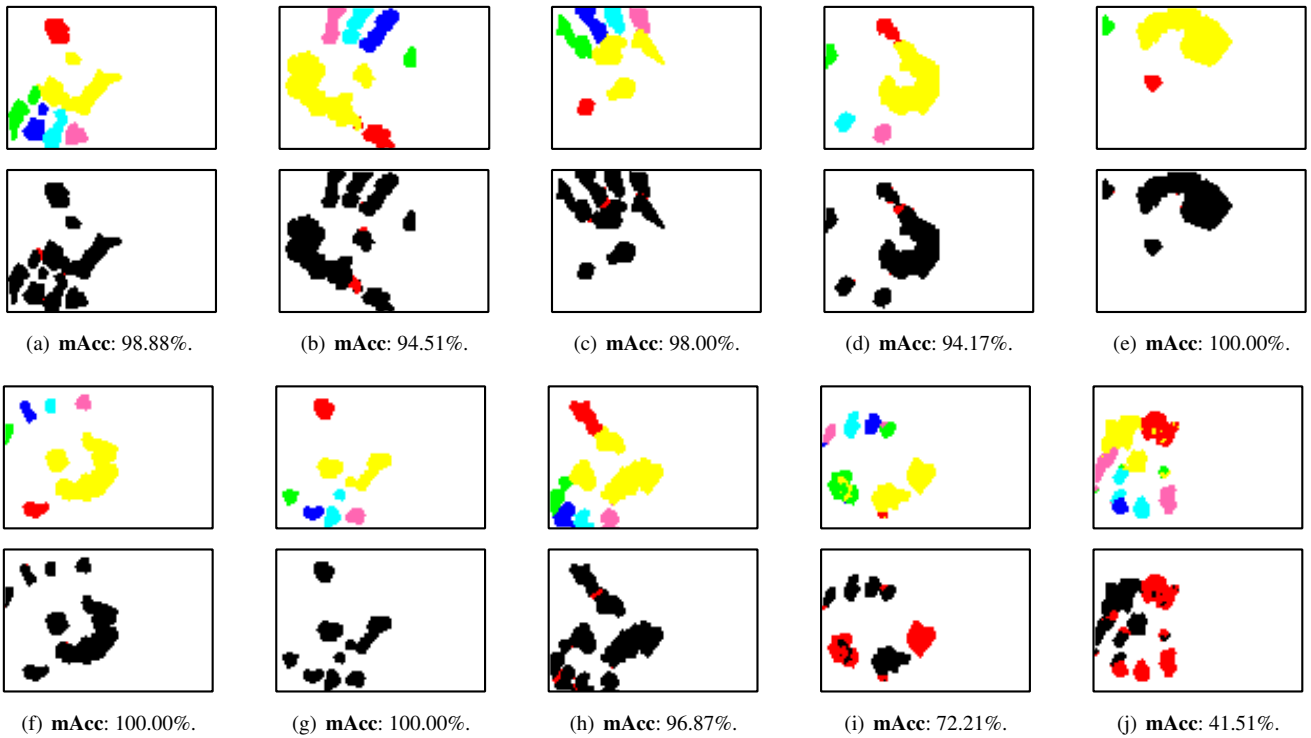 (a) mAcc: 98.88%.
(b) mAcc: 94.51%.
(c) mAcc: 98.00%.
(d) mAcc: 94.17%.
(e) mAcc: 100.00%.
(f) mAcc: 100.00%.
(g) mAcc: 100.00%.
(h) mAcc: 96.87%.
(i) mAcc: 72.21%.
(j) mAcc: 41.51%.